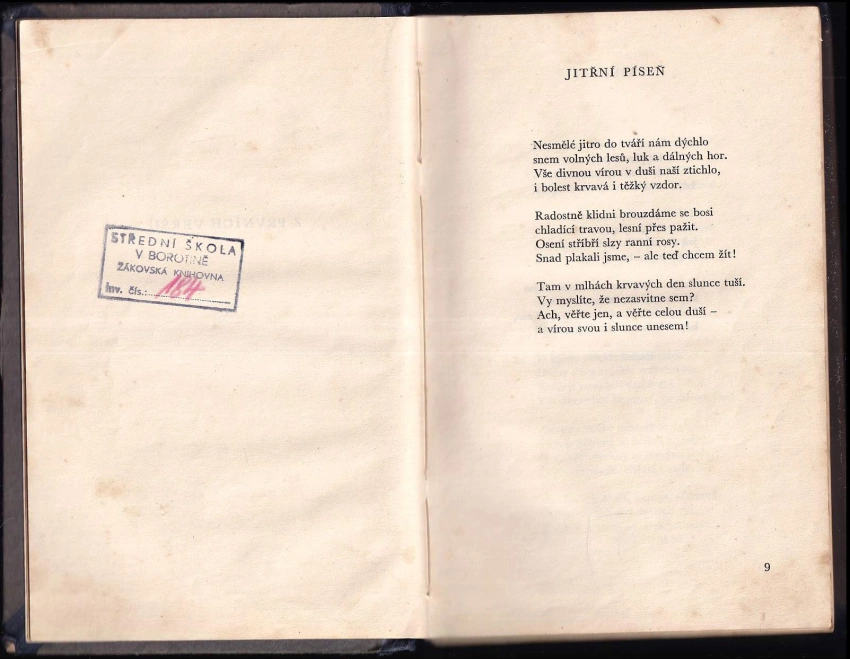 STŘEDNÍ ŠKOLA
V BOROTÍNĚ
ŽÁKOVSKÁ KNIHOVNA
Inv. čís.: 184
JITŘNÍ PÍSEŇ
Nesmělé jitro do tváří nám dýchlo
snem volných lesů, luk a dálných hor.
Vše divnou vírou v duši naší ztichlo,
i bolest krvavá i těžký vzdor.
Radostně klidni brouzdáme se bosi
chladící travou, lesní přes pažit.
Osení stříbří slzy ranní rosy.
Snad plakali jsme, – ale teď chcem žít!
Tam v mlhách krvavých den slunce tuší.
Vy myslíte, že nezasvitne sem?
Ach, věřte jen, a věřte celou duší –
a vírou svou i slunce unesem!
9